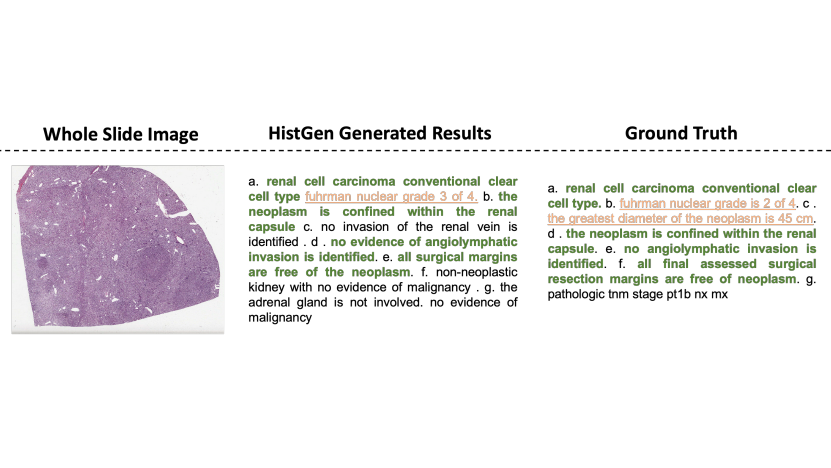 Whole Slide Image
HistGen Generated Results
Ground Truth
a. renal cell carcinoma conventional clear
cell type fuhrman nuclear grade 3 of 4. b. the
neoplasm is confined within the renal
capsule c. no invasion of the renal vein is
identified . d . no evidence of angiolymphatic
invasion is identified. e. all surgical margins
are free of the neoplasm. f. non-neoplastic
kidney with no evidence of malignancy . g. the
adrenal gland is not involved. no evidence of
malignancy
a. renal cell carcinoma conventional clear
cell type. b. fuhrman nuclear grade is 2 of 4. c .
the greatest diameter of the neoplasm is 45 cm.
d . the neoplasm is confined within the renal
capsule. e. no angiolymphatic invasion is
identified. f. all final assessed surgical
resection margins are free of neoplasm. g.
pathologic tnm stage pt1b nx mx